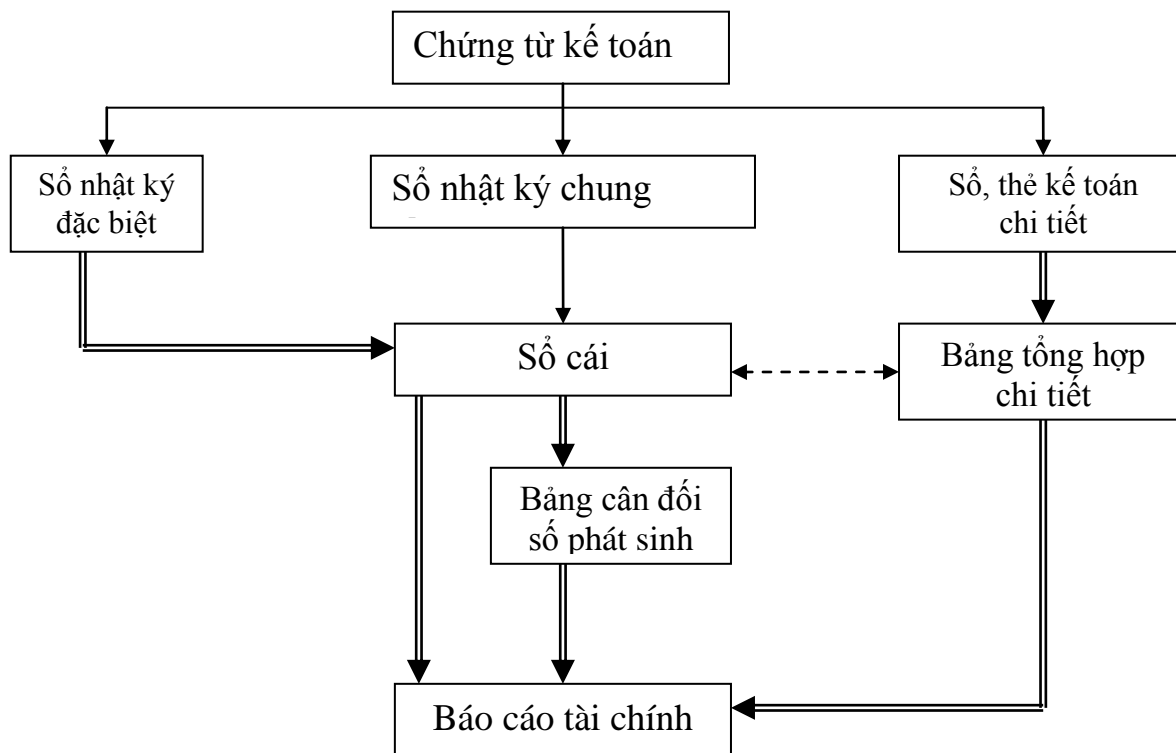 Chứng từ kế toán
Sổ nhật ký
đặc biệt
Sổ nhật ký chung
Sổ, thẻ kế toán
chi tiết
Sổ cái
Bảng tổng hợp
chi tiết
Bảng cân đối
số phát sinh
Báo cáo tài chính